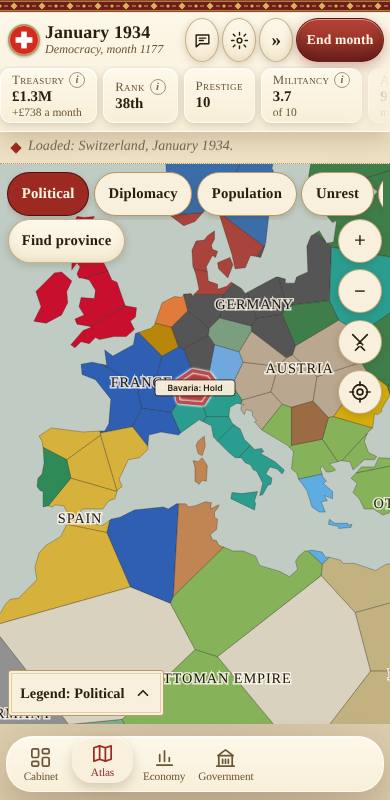 January 1934
Democracy, month 1177
»
End month
Treasury i
£1.3M
+£738 a month
Rank i
38th
Prestige
10
Militancy i
3.7
of 10
Loaded: Switzerland, January 1934.
Political
Diplomacy
Population
Unrest
Find province
+
−
GERMANY
AUSTRIA
FRANCE
Bavaria: Hold
SPAIN
OT
OTTOMAN EMPIRE
Legend: Political
Cabinet
Atlas
Economy
Government